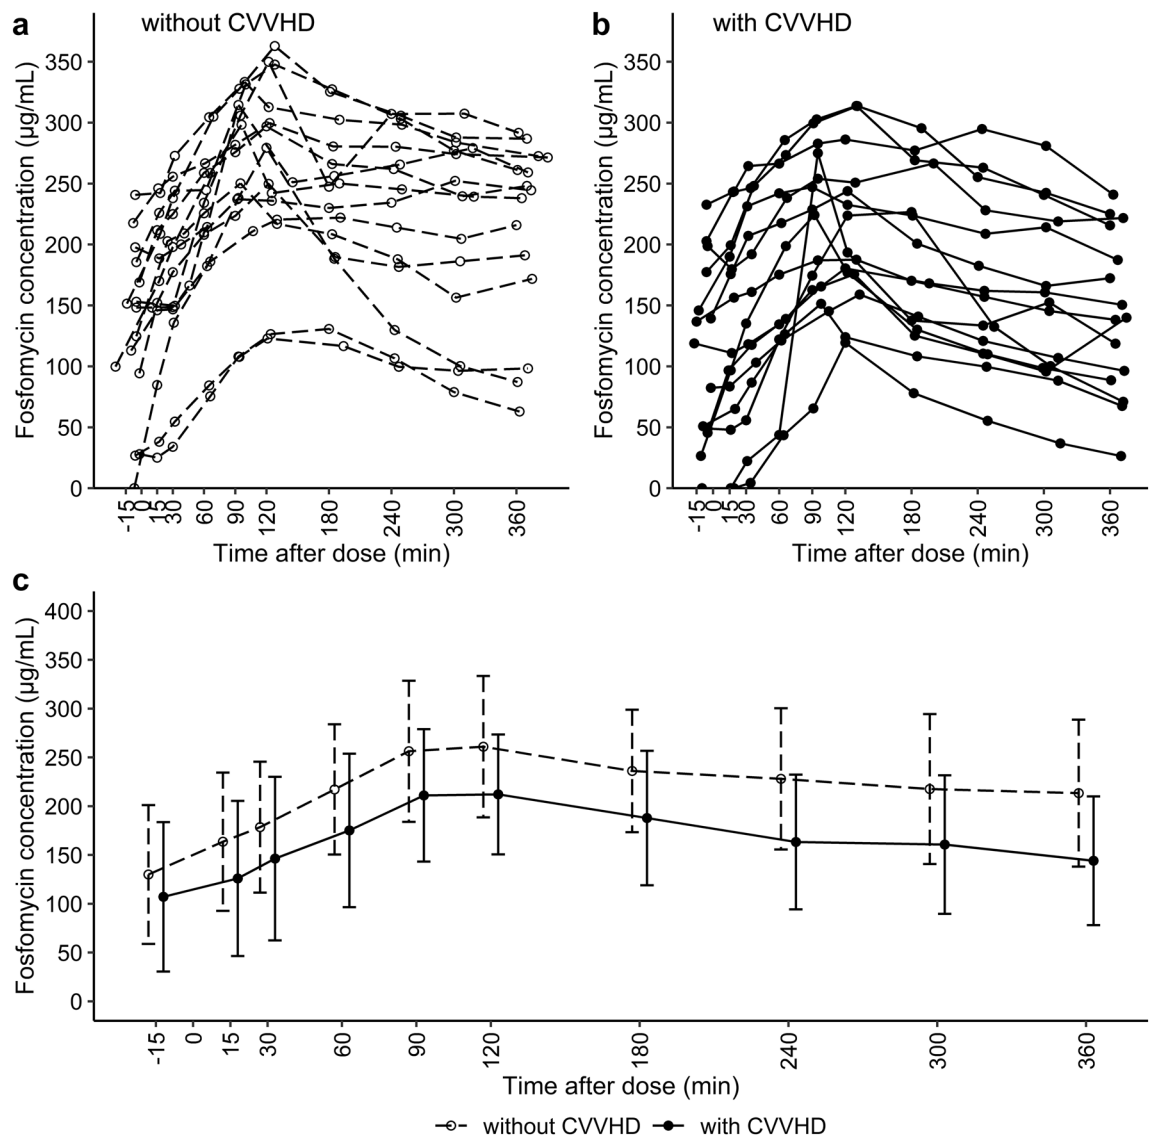 a without CVVHD
Fosfomycin concentration (µg/mL)
350
300
250
200
150
100
50
0
-15 0 15 30 60 90 120 180 240 300 360
Time after dose (min)
b with CVVHD
Fosfomycin concentration (µg/mL)
350
300
250
200
150
100
50
0
-15 0 15 30 60 90 120 180 240 300 360
Time after dose (min)
c
Fosfomycin concentration (µg/mL)
400
350
300
250
200
150
100
50
0
-15 0 15 30 60 90 120 180 240 300 360
Time after dose (min)
without CVVHD with CVVHD